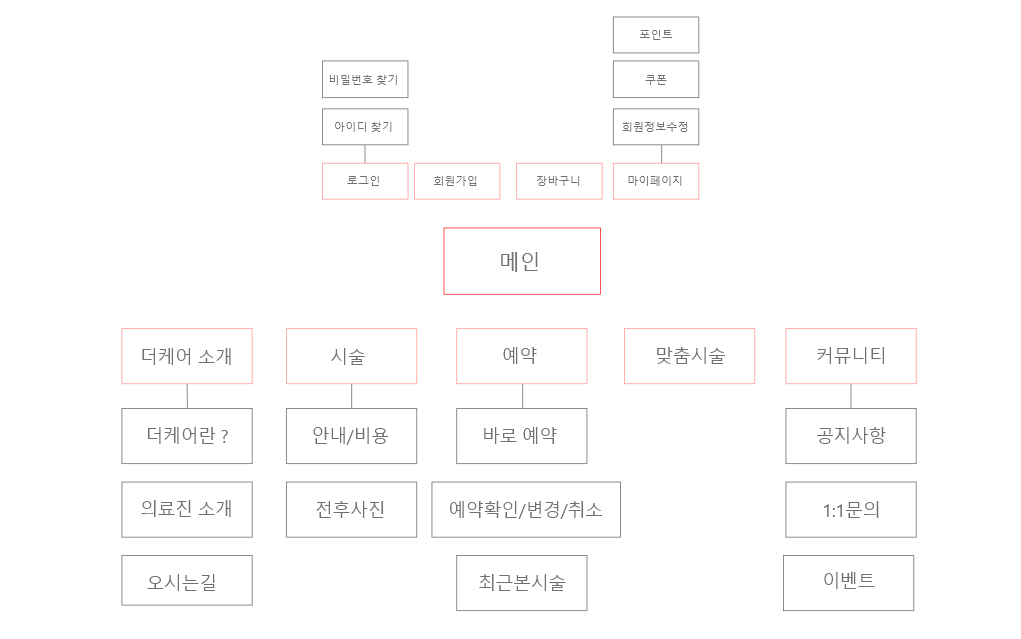 포인트
비밀번호 찾기
쿠폰
아이디 찾기
회원정보수정
로그인
회원가입
장바구니
마이페이지
메인
더케어 소개
시술
예약
맞춤시술
커뮤니티
더케어란 ?
안내/비용
바로 예약
공지사항
의료진 소개
전후사진
예약확인/변경/취소
1:1문의
오시는길
최근본시술
이벤트